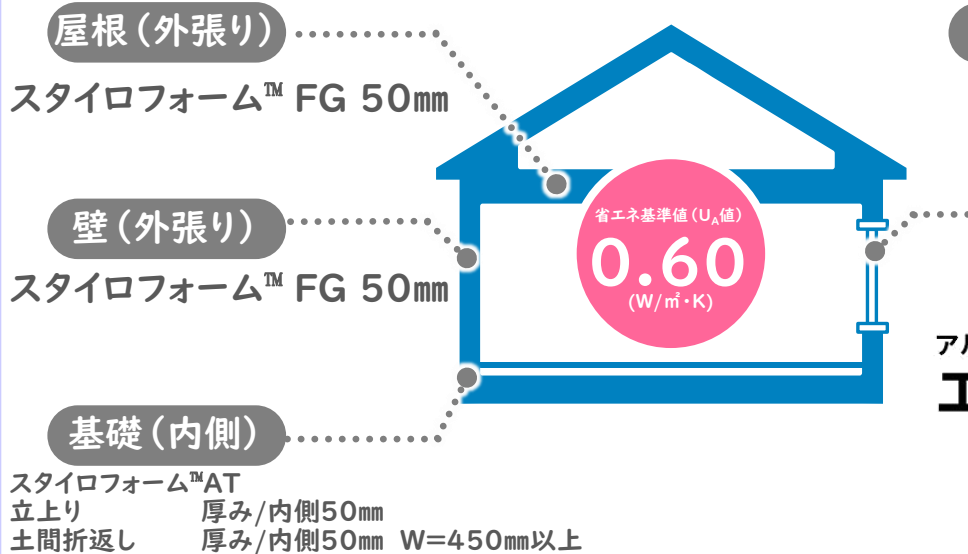 屋根(外張り)
スタイロフォーム™ FG 50㎜
壁(外張り)
スタイロフォーム™ FG 50㎜
省エネ基準値(UA値)
0.60
(W/㎡・K)
基礎(内側)
スタイロフォーム™AT
立上り 厚み/内側50㎜
土間折返し 厚み/内側50㎜ W=450㎜以上